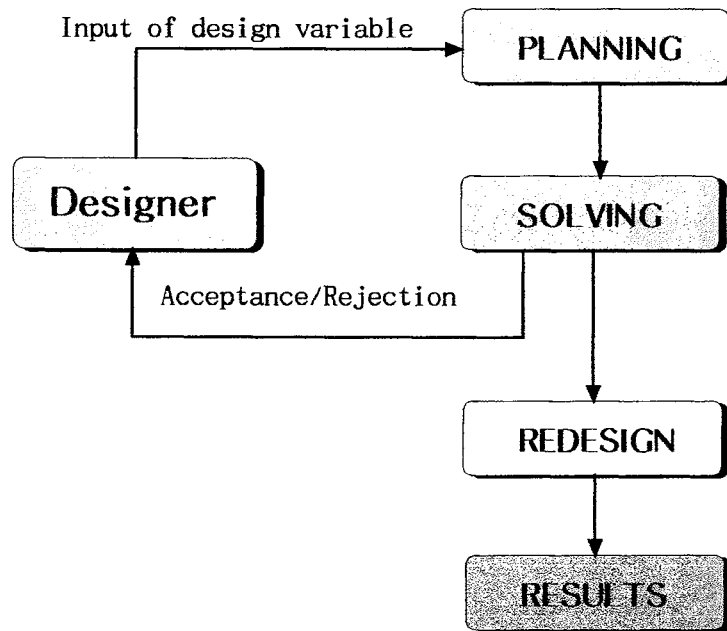 Input of design variable
PLANNING
Designer
SOLVING
Acceptance/Rejection
REDESIGN
RESULTS